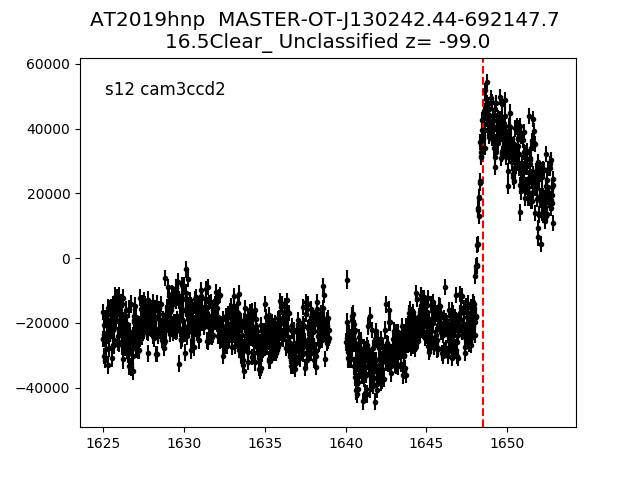 AT2019hnp  MASTER-OT-J130242.44-692147.7
16.5Clear_ Unclassified z= -99.0
s12 cam3ccd2
60000
40000
20000
0
−20000
−40000
1625 1630 1635 1640 1645 1650